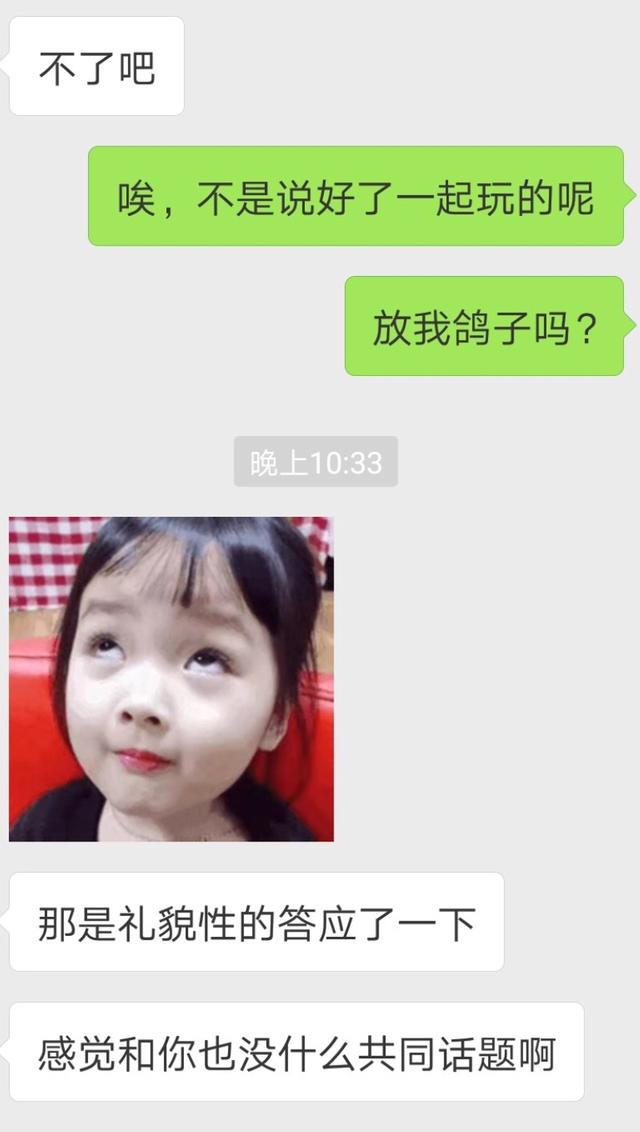 不了吧
唉，不是说好了一起玩的呢
放我鸽子吗？
晚上10:33
那是礼貌性的答应了一下
感觉和你也没什么共同话题啊